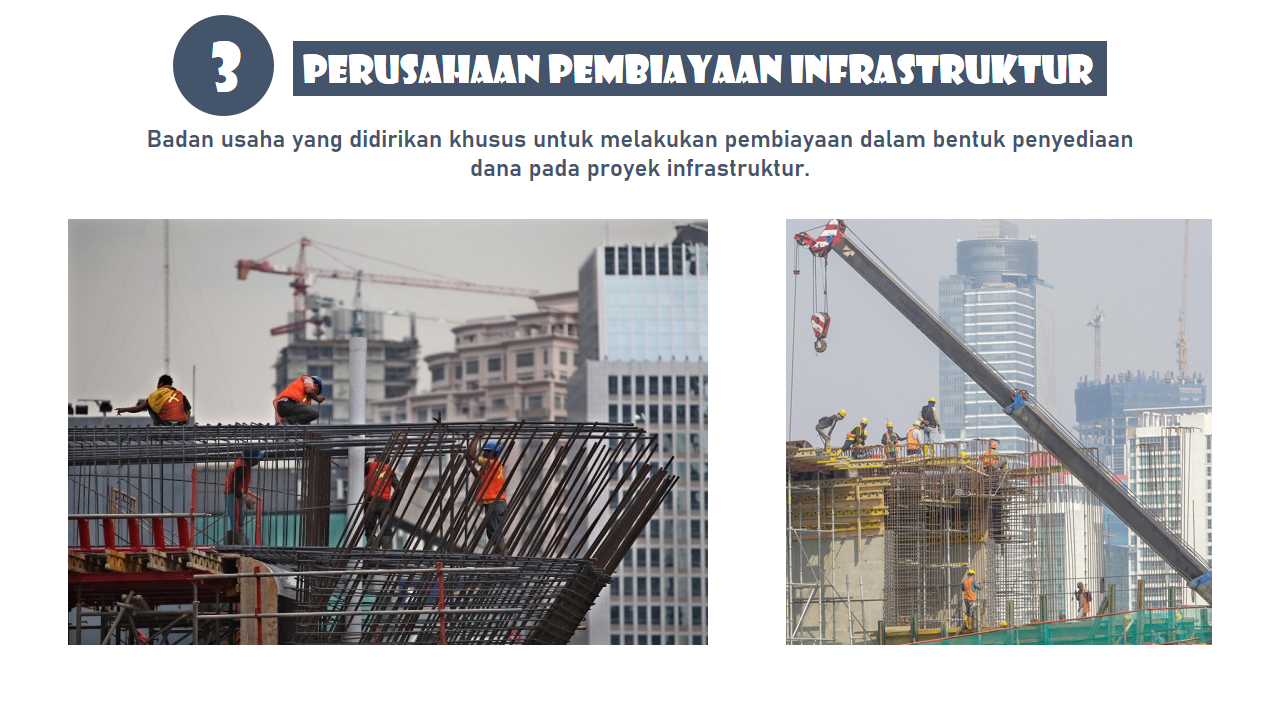 3
PERUSAHAAN PEMBIAYAAN INFRASTRUKTUR
Badan usaha yang didirikan khusus untuk melakukan pembiayaan dalam bentuk penyediaan
dana pada proyek infrastruktur.